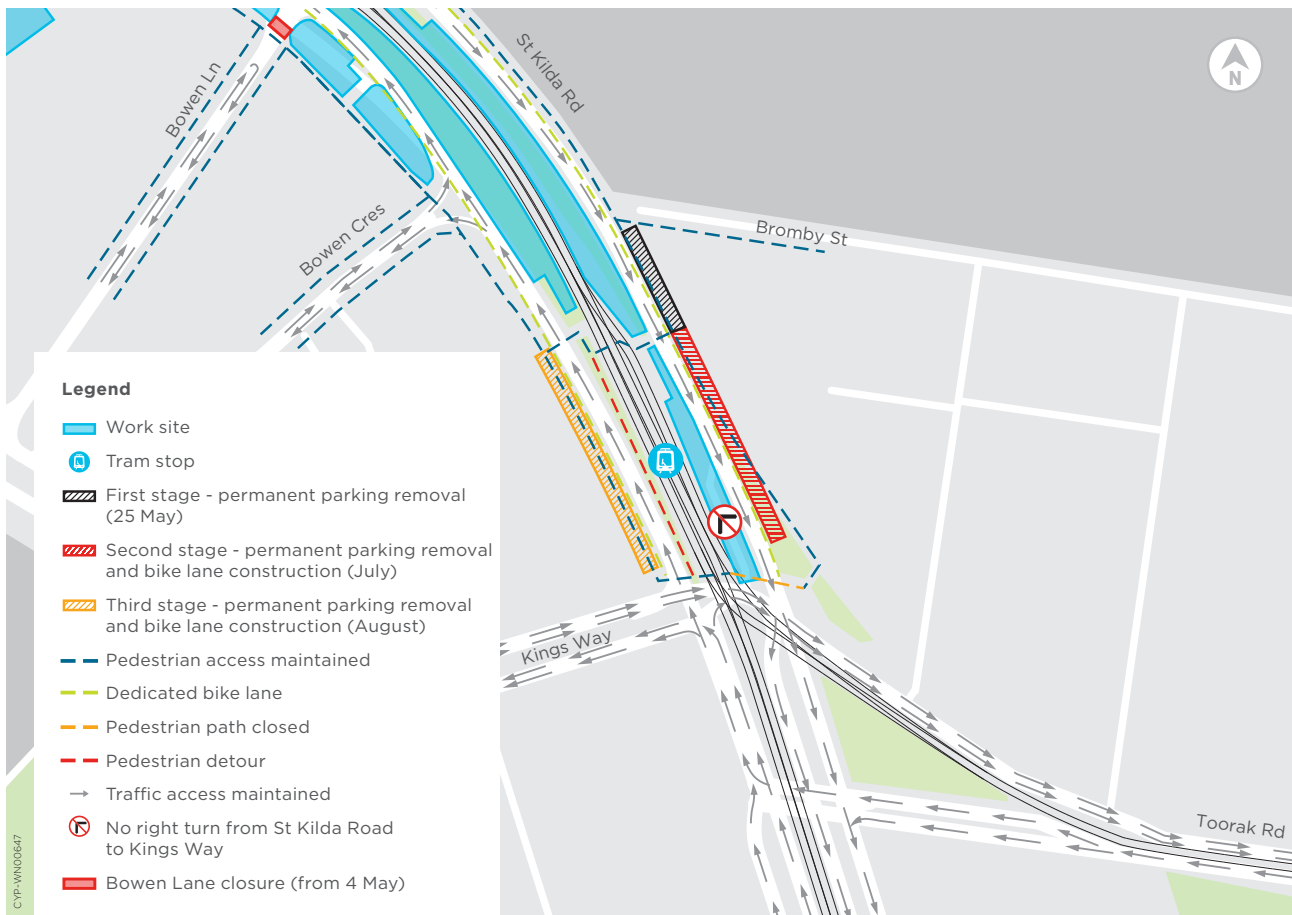 St Kilda Rd
N
Bowen Ln
Bromby St
Bowen Cres
Legend
Work site
Tram stop
First stage - permanent parking removal
(25 May)
Second stage - permanent parking removal
and bike lane construction (July)
Third stage - permanent parking removal
and bike lane construction (August)
Pedestrian access maintained
Dedicated bike lane
Pedestrian path closed
Pedestrian detour
Traffic access maintained
No right turn from St Kilda Road
to Kings Way
Bowen Lane closure (from 4 May)
Kings Way
Toorak Rd
CYP-WN00647